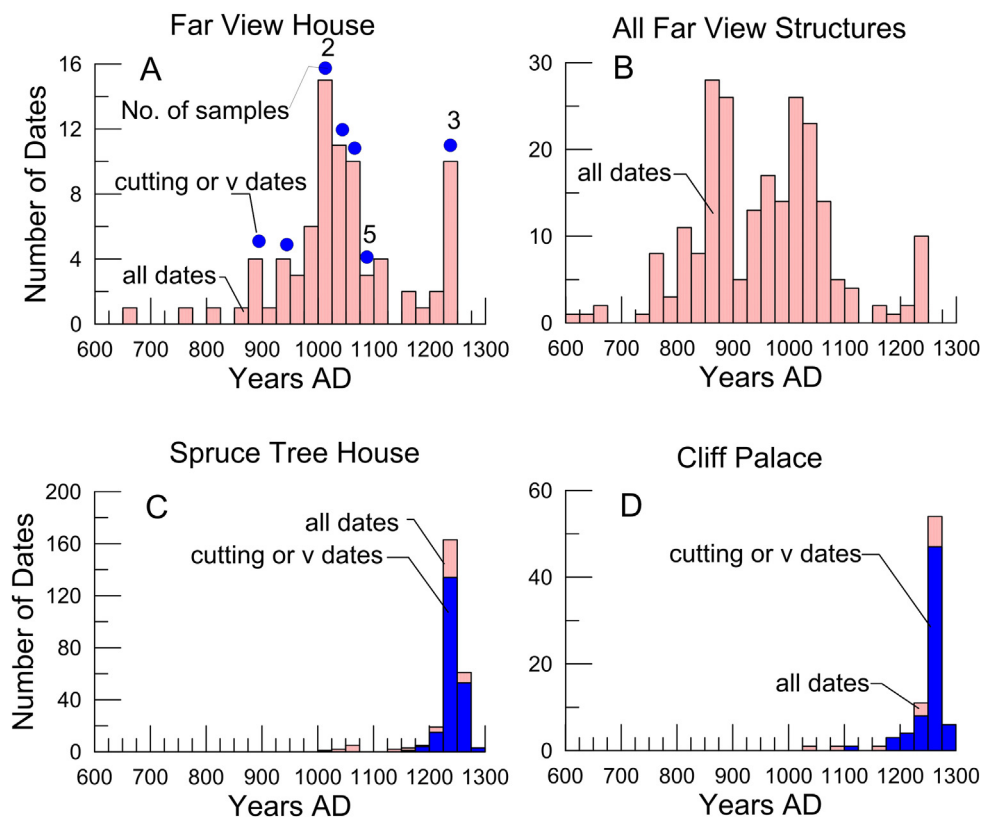 Far View House
A
2
No. of samples
3
cutting or v dates
5
all dates
Number of Dates
16
12
8
4
0
600 700 800 900 1000 1100 1200 1300
Years AD
All Far View Structures
B
all dates
30
20
10
0
600 700 800 900 1000 1100 1200 1300
Years AD
Spruce Tree House
C
all dates
cutting or v dates
Number of Dates
200
160
120
80
40
0
600 700 800 900 1000 1100 1200 1300
Years AD
Cliff Palace
D
cutting or v dates
all dates
60
40
20
0
600 700 800 900 1000 1100 1200 1300
Years AD